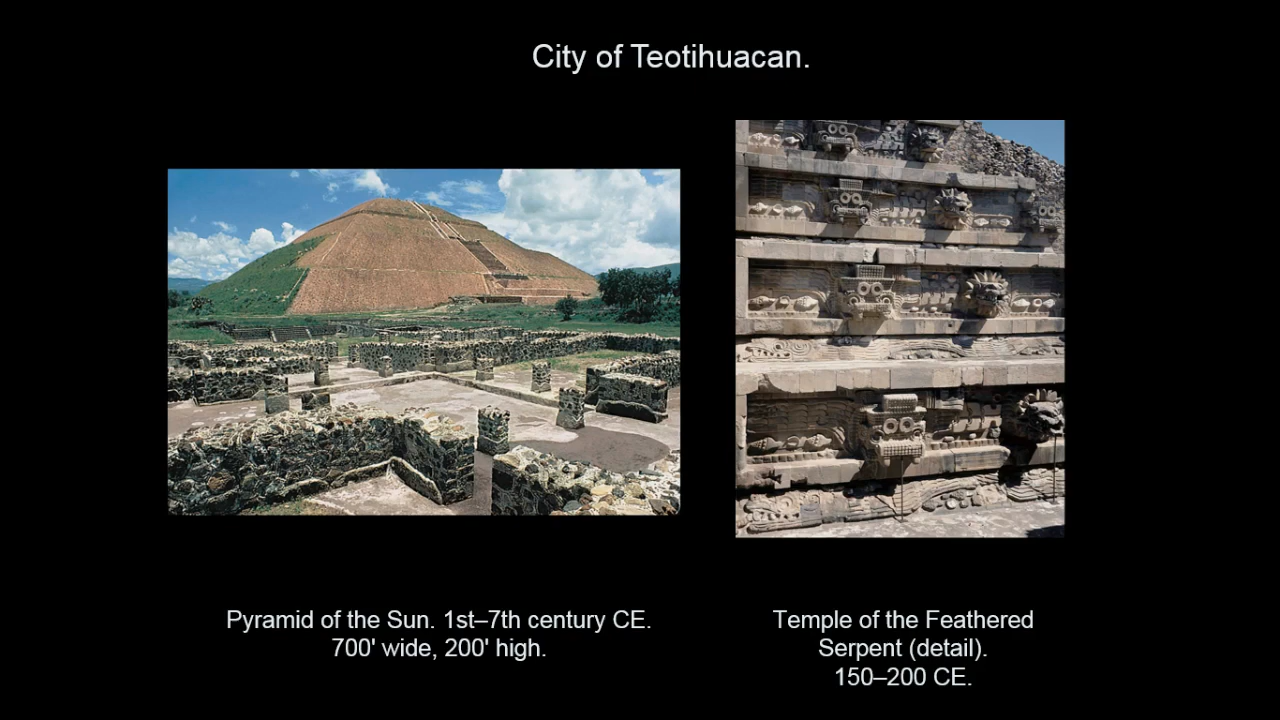 City of Teotihuacan.
Pyramid of the Sun. 1st–7th century CE.
700' wide, 200' high.
Temple of the Feathered
Serpent (detail).
150–200 CE.